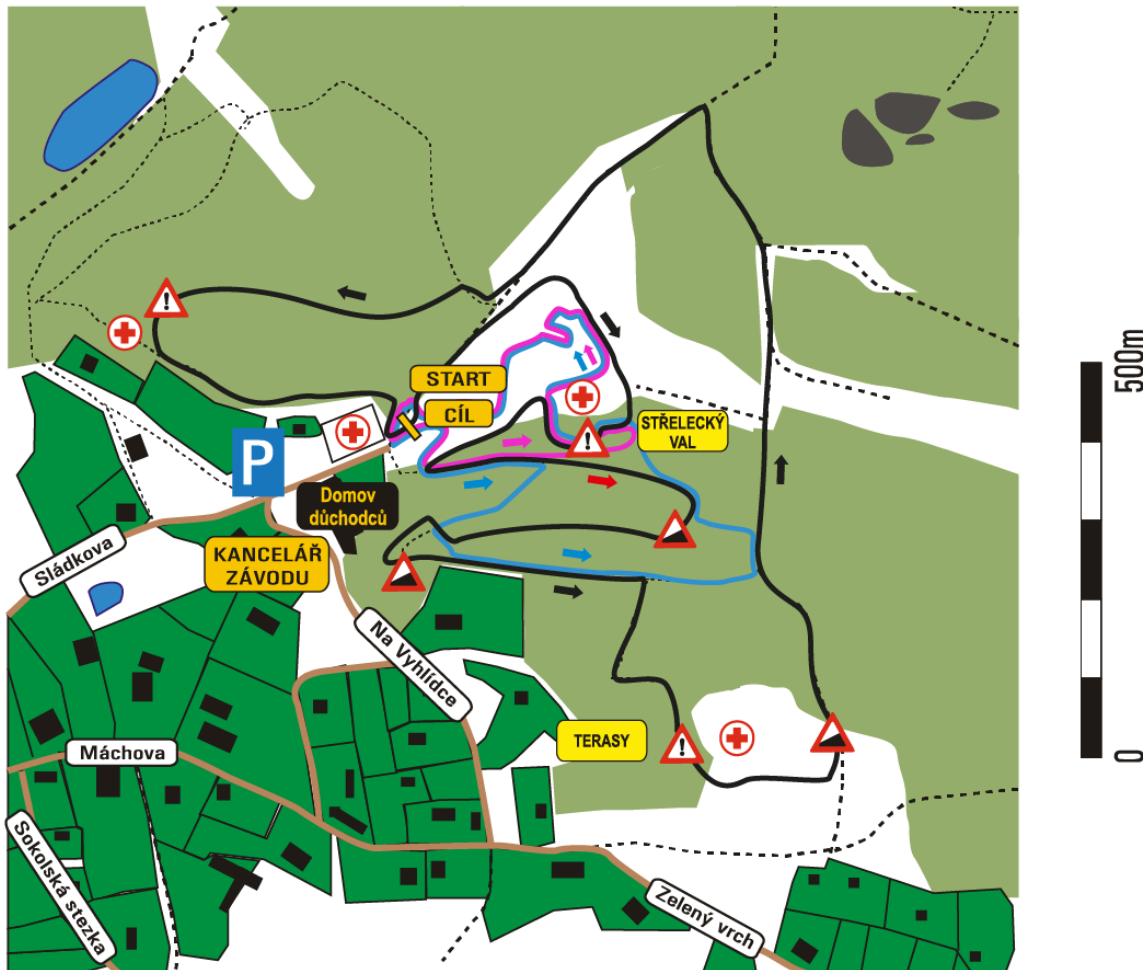 500m
START
CÍL
STŘELECKÝ
VAL
P
Domov
důchodců
KANCELÁŘ
ZÁVODU
Sládkova
Na Vyhlídce
TERASY
0
Máchova
Sokolská stezka
Zelený vrch